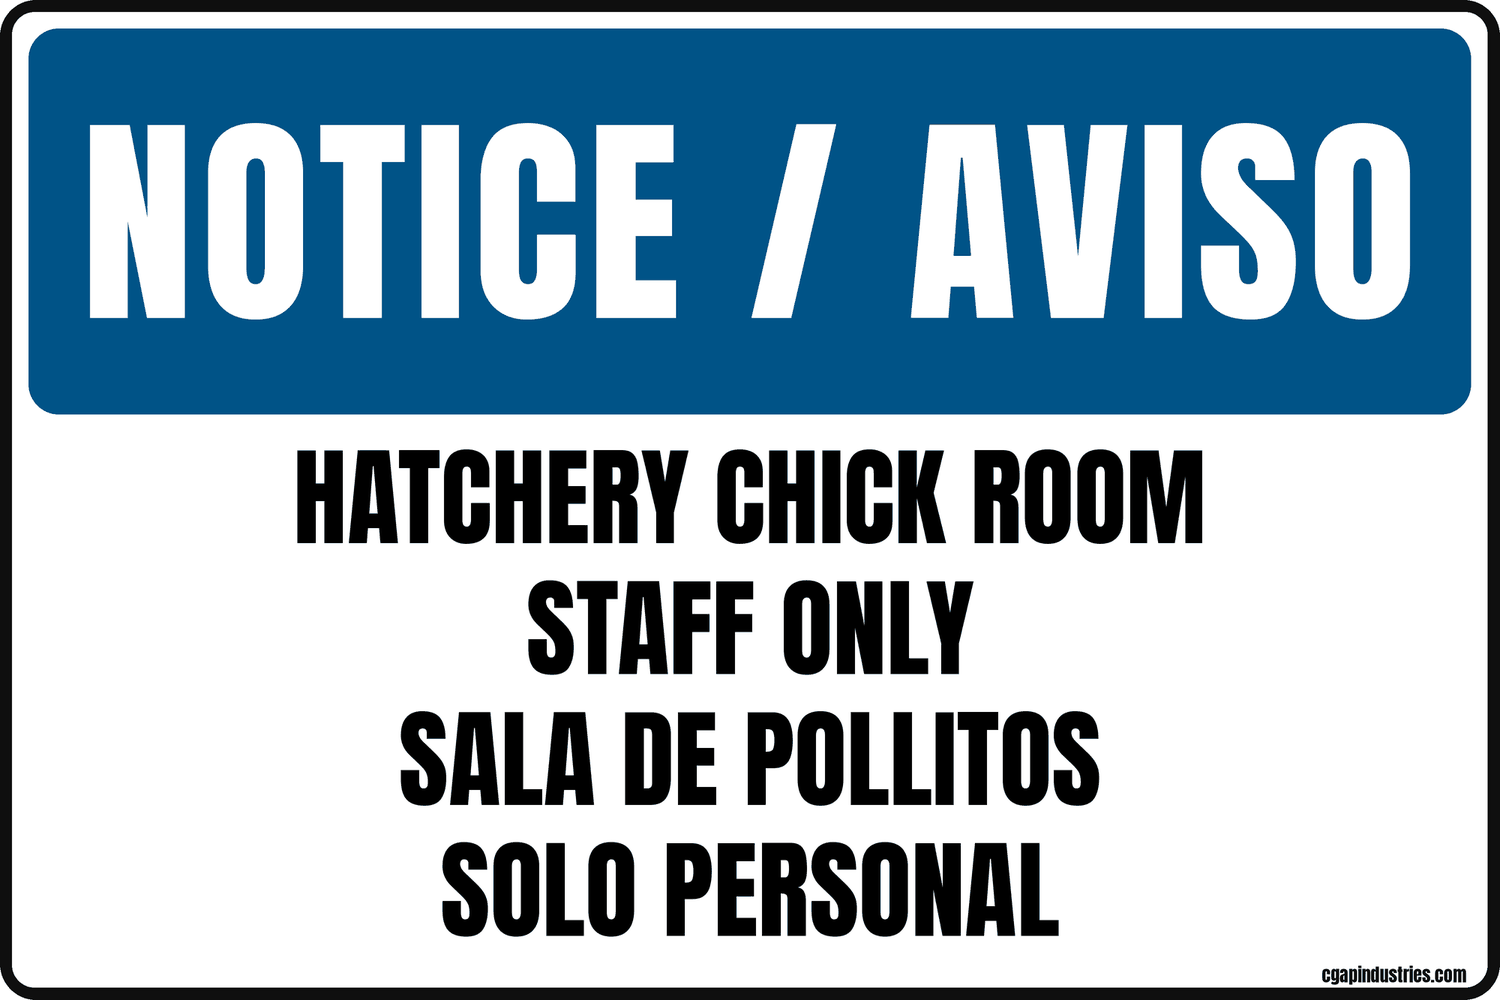 NOTICE / AVISO
HATCHERY CHICK ROOM
STAFF ONLY
SALA DE POLLITOS
SOLO PERSONAL
cgapindustries.com